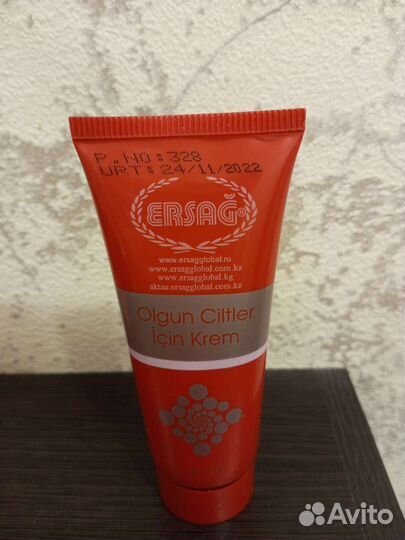 P.NO:328
URT:24/11/2022
ERSAĞ®
www.ersagglobal.ru
www.ersagglobal.com.kz
www.ersagglobal.kg
aktau.ersagglobal.com.kz
Olgun Ciltler
İçin Krem
Avito